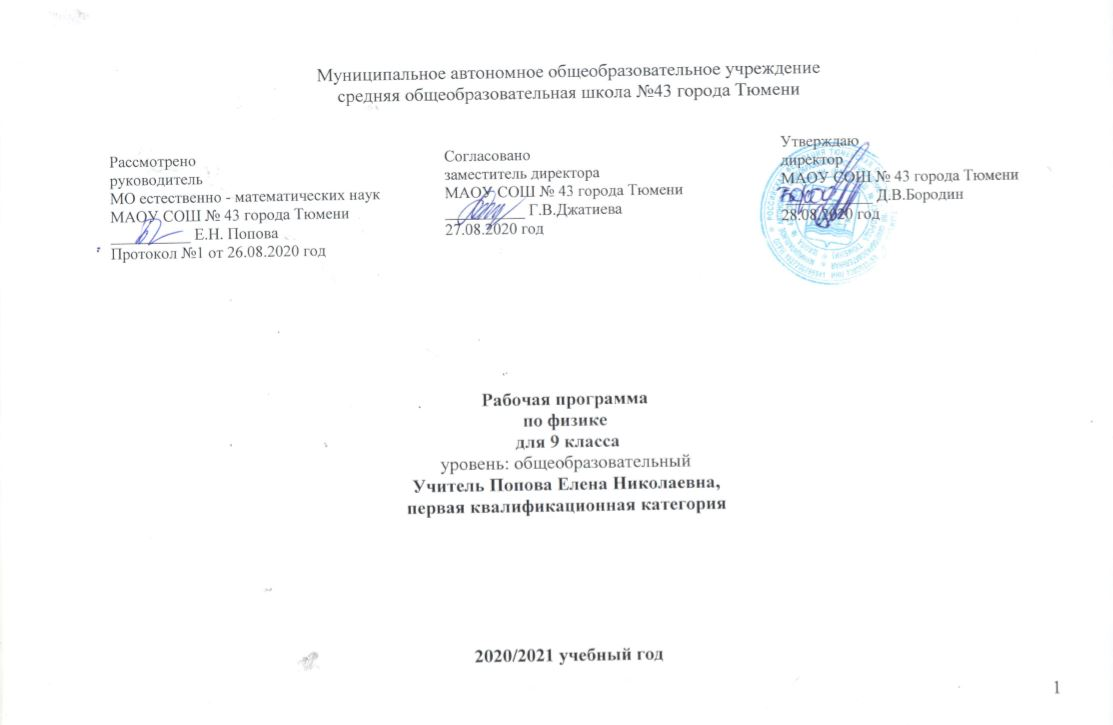 Муниципальное автономное общеобразовательное учреждение
средняя общеобразовательная школа №43 города Тюмени
Рассмотрено
руководитель
МО естественно - математических наук
МАОУ СОШ № 43 города Тюмени
__________ Е.Н. Попова
Протокол №1 от 26.08.2020 год
Согласовано
заместитель директора
МАОУ СОШ № 43 города Тюмени
__________ Г.В.Джатиева
27.08.2020 год
Утверждаю
директор
МАОУ СОШ № 43 города Тюмени
__________ Д.В.Бородин
28.08.2020 год
Рабочая программа
по физике
для 9 класса
уровень: общеобразовательный
Учитель Попова Елена Николаевна,
первая квалификационная категория
2020/2021 учебный год
1